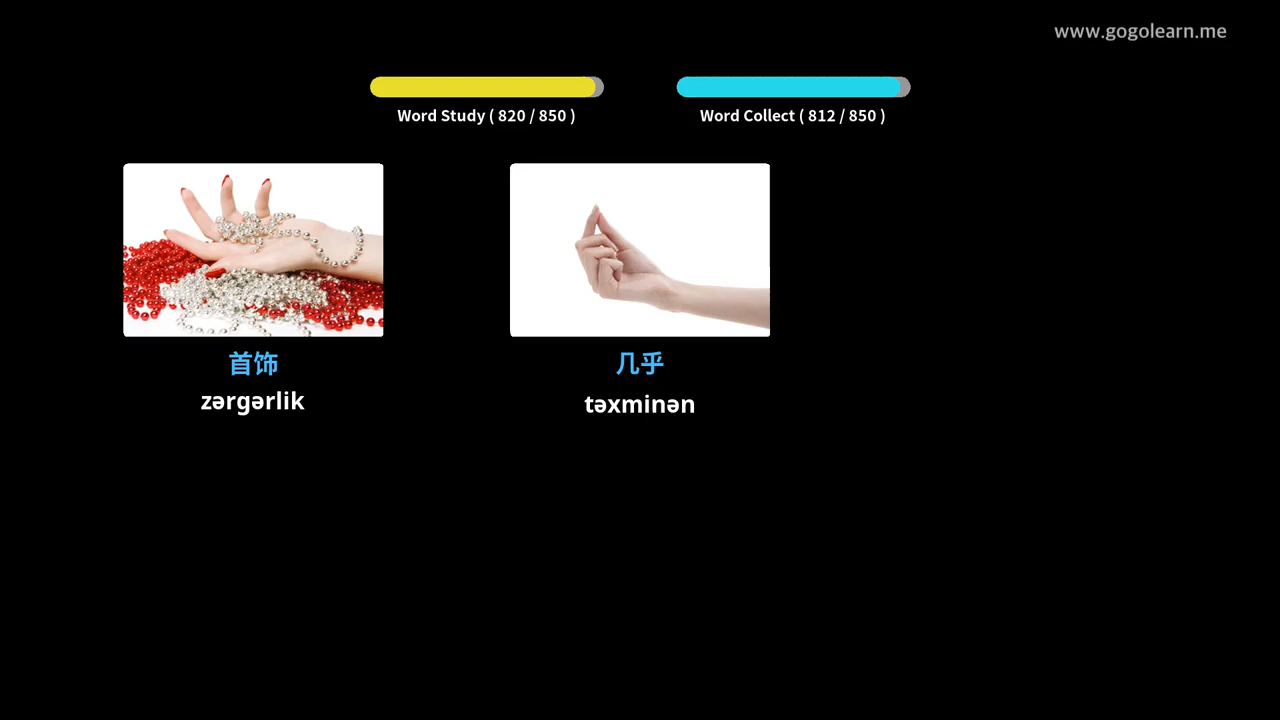 www.gogolearn.me
Word Study ( 820 / 850 )
Word Collect ( 812 / 850 )
首饰
zərgərlik
几乎
təxminən